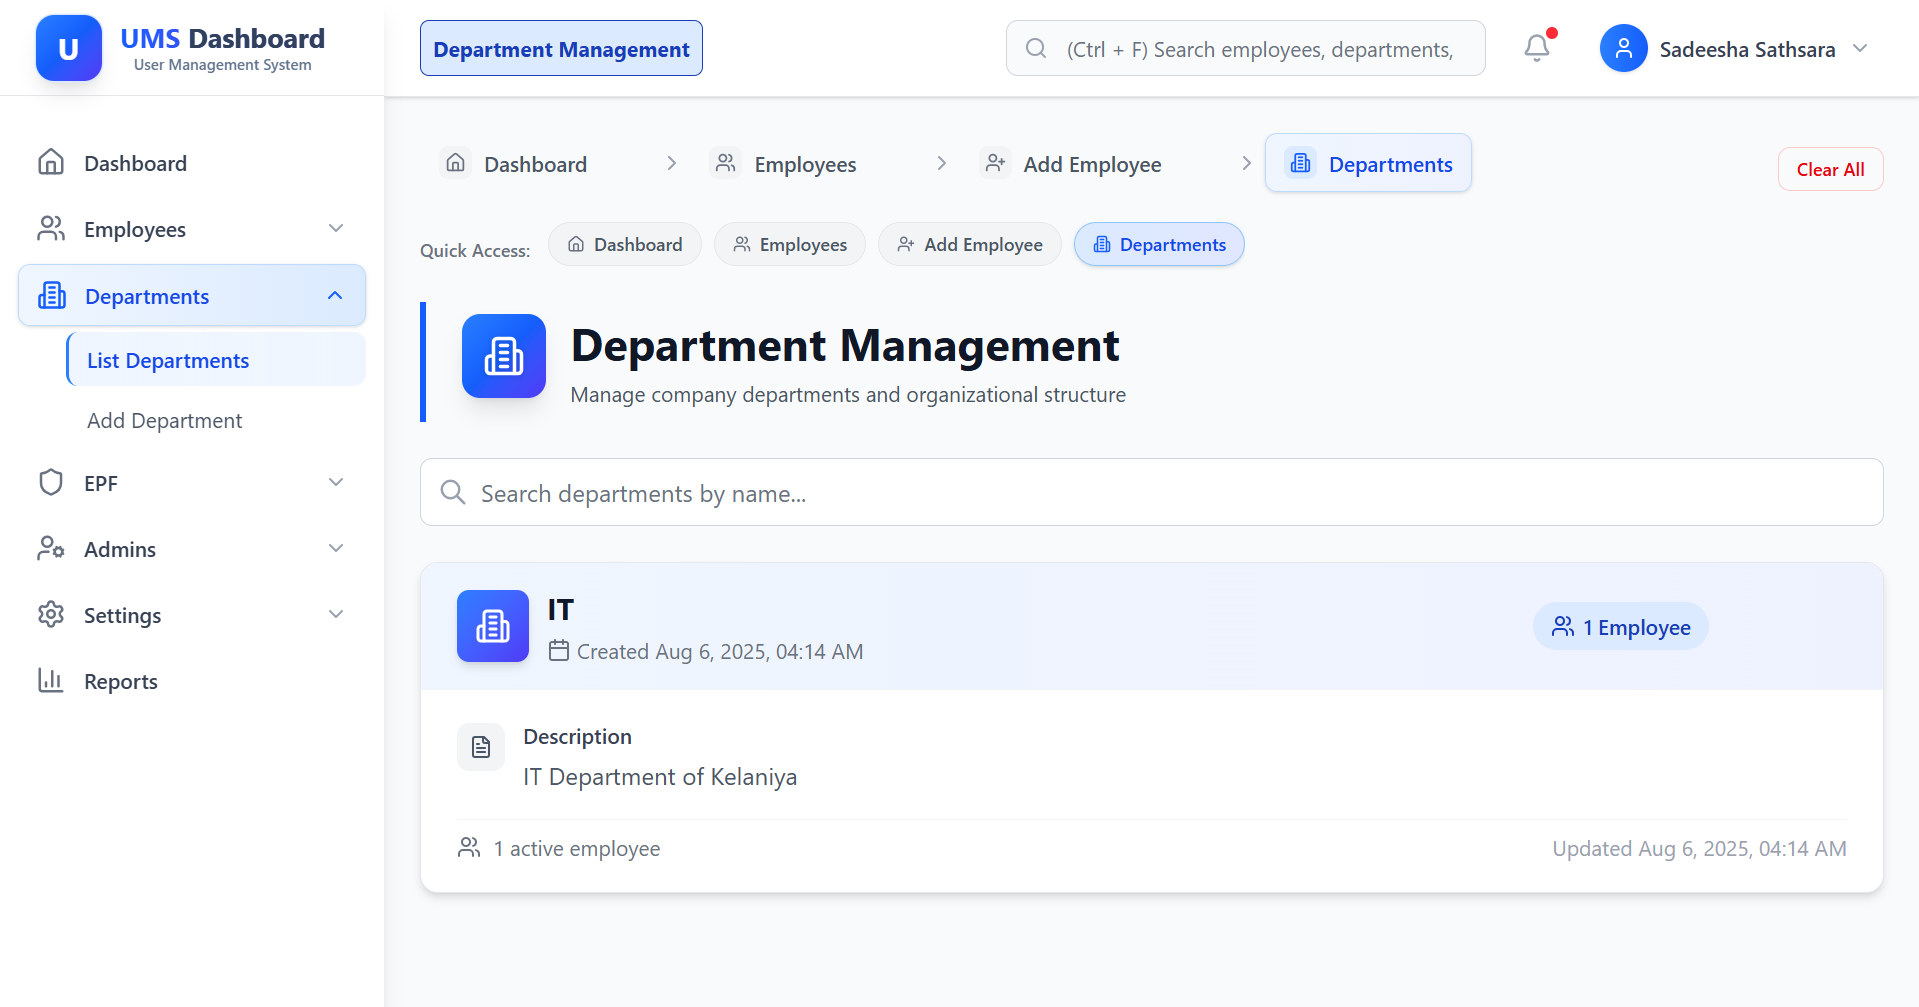 U
UMS Dashboard
User Management System
Department Management
(Ctrl + F) Search employees, departments,
Sadeesha Sathsara
Dashboard
Employees
Departments
List Departments
Add Department
EPF
Admins
Settings
Reports
Dashboard
Employees
Add Employee
Departments
Clear All
Quick Access:
Dashboard
Employees
Add Employee
Departments
Department Management
Manage company departments and organizational structure
Search departments by name...
IT
Created Aug 6, 2025, 04:14 AM
1 Employee
Description
IT Department of Kelaniya
1 active employee
Updated Aug 6, 2025, 04:14 AM